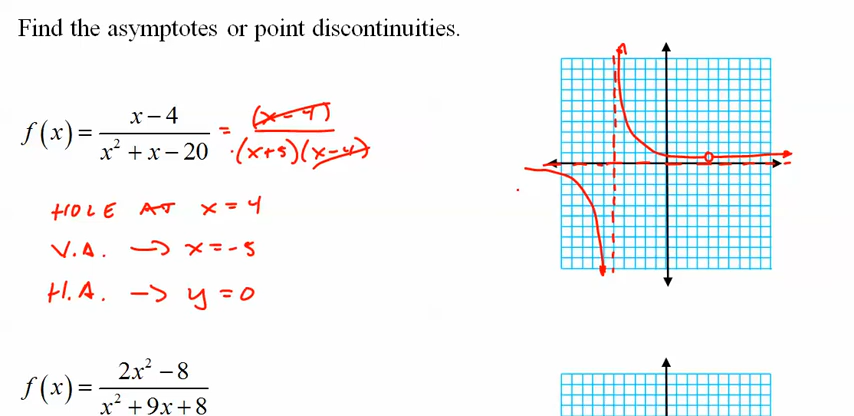 Find the asymptotes or point discontinuities.
f(x) = (x − 4)/(x² + x − 20) = (x-4)/(x+5)(x-4)
HOLE AT x = 4
V.A. → x = -5
H.A. → y = 0
f(x) = (2x² − 8)/(x² + 9x + 8)